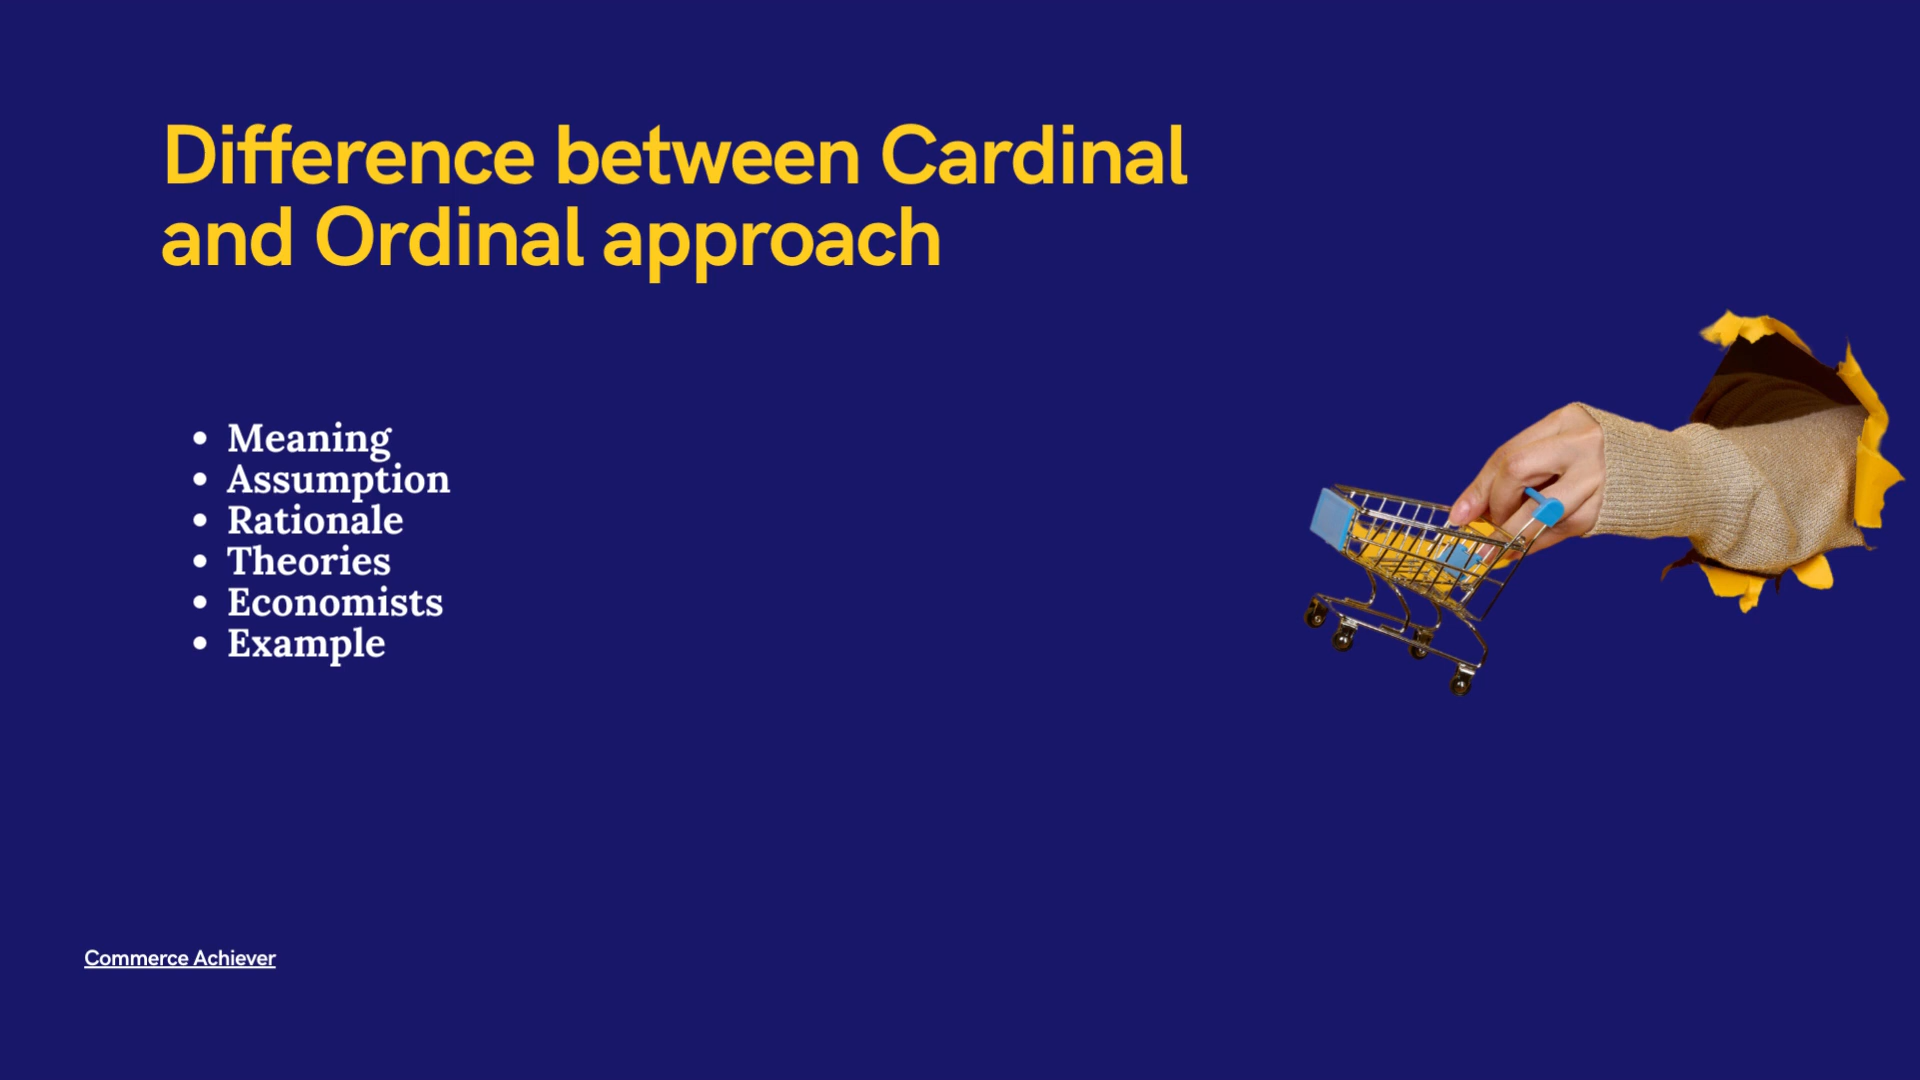 Difference between Cardinal
and Ordinal approach
• Meaning
• Assumption
• Rationale
• Theories
• Economists
• Example
Commerce Achiever